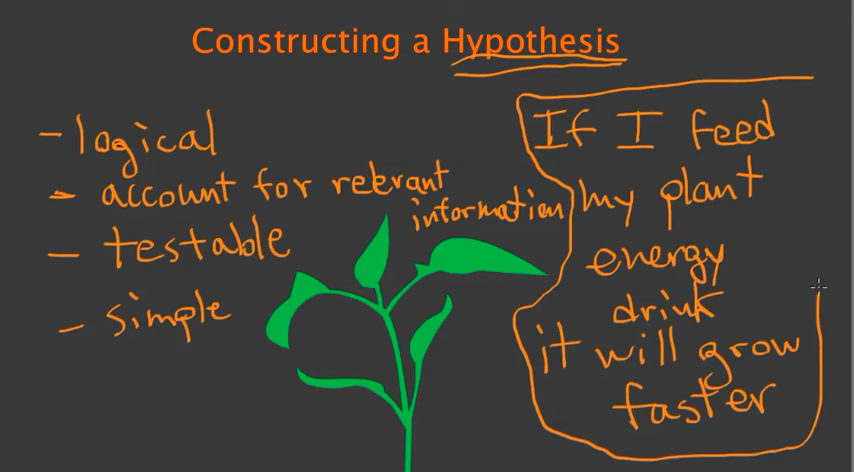 Constructing a Hypothesis
- logical
- account for relevant
information
- testable
- simple
If I feed
my plant
energy
drink
it will grow
faster